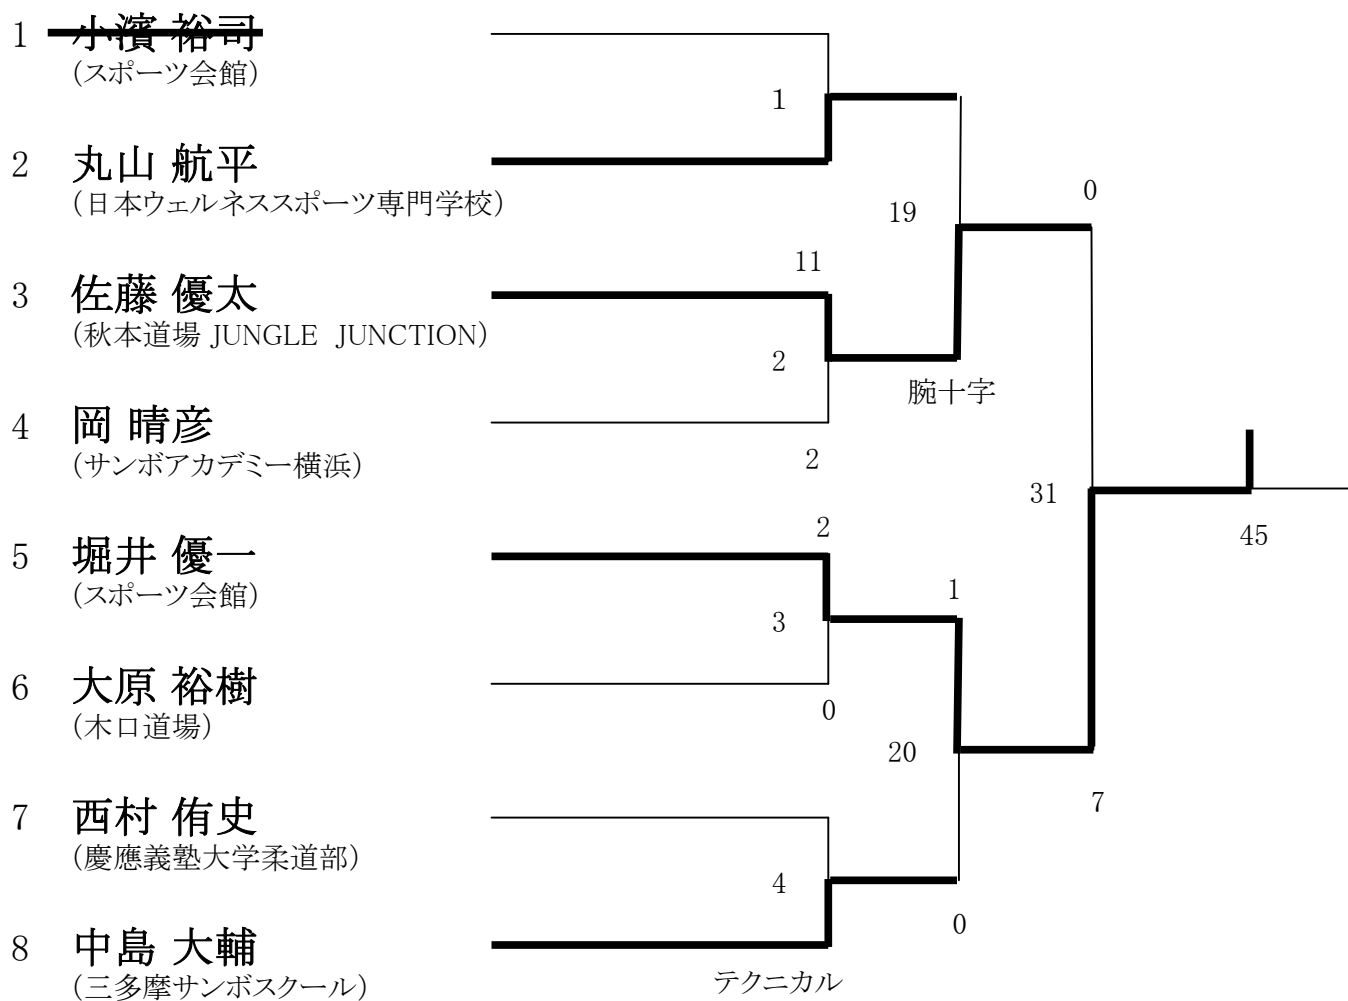 1 小濱 裕司
(スポーツ会館)
1
2 丸山 航平
(日本ウェルネススポーツ専門学校)
0
19
11
3 佐藤 優太
(秋本道場 JUNGLE JUNCTION)
2
腕十字
4 岡 晴彦
(サンボアカデミー横浜)
2
31
2
45
5 堀井 優一
(スポーツ会館)
1
3
6 大原 裕樹
(木口道場)
0
20
7
7 西村 侑史
(慶應義塾大学柔道部)
4
0
8 中島 大輔
(三多摩サンボスクール)
テクニカル